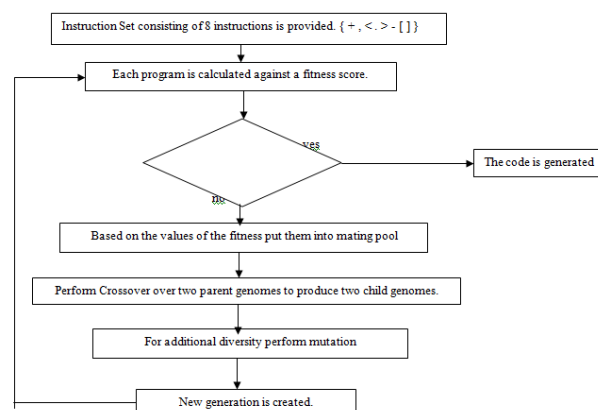 Instruction Set consisting of 8 instructions is provided. { + , < . > - [ ] }
Each program is calculated against a fitness score.
yes
The code is generated
no
Based on the values of the fitness put them into mating pool
Perform Crossover over two parent genomes to produce two child genomes.
For additional diversity perform mutation
New generation is created.